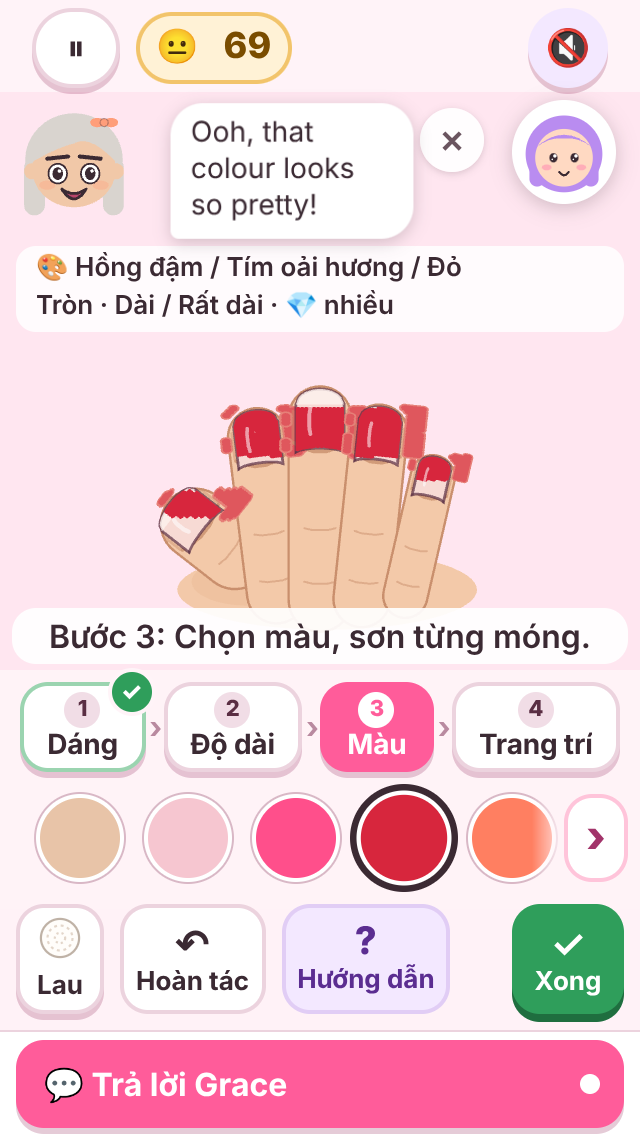 69
Ooh, that
colour looks
so pretty!
🎨 Hồng đậm / Tím oải hương / Đỏ
Tròn · Dài / Rất dài · 💎 nhiều
Bước 3: Chọn màu, sơn từng móng.
1
Dáng
2
Độ dài
3
Màu
4
Trang trí
Lau
Hoàn tác
?
Hướng dẫn
Xong
💬 Trả lời Grace